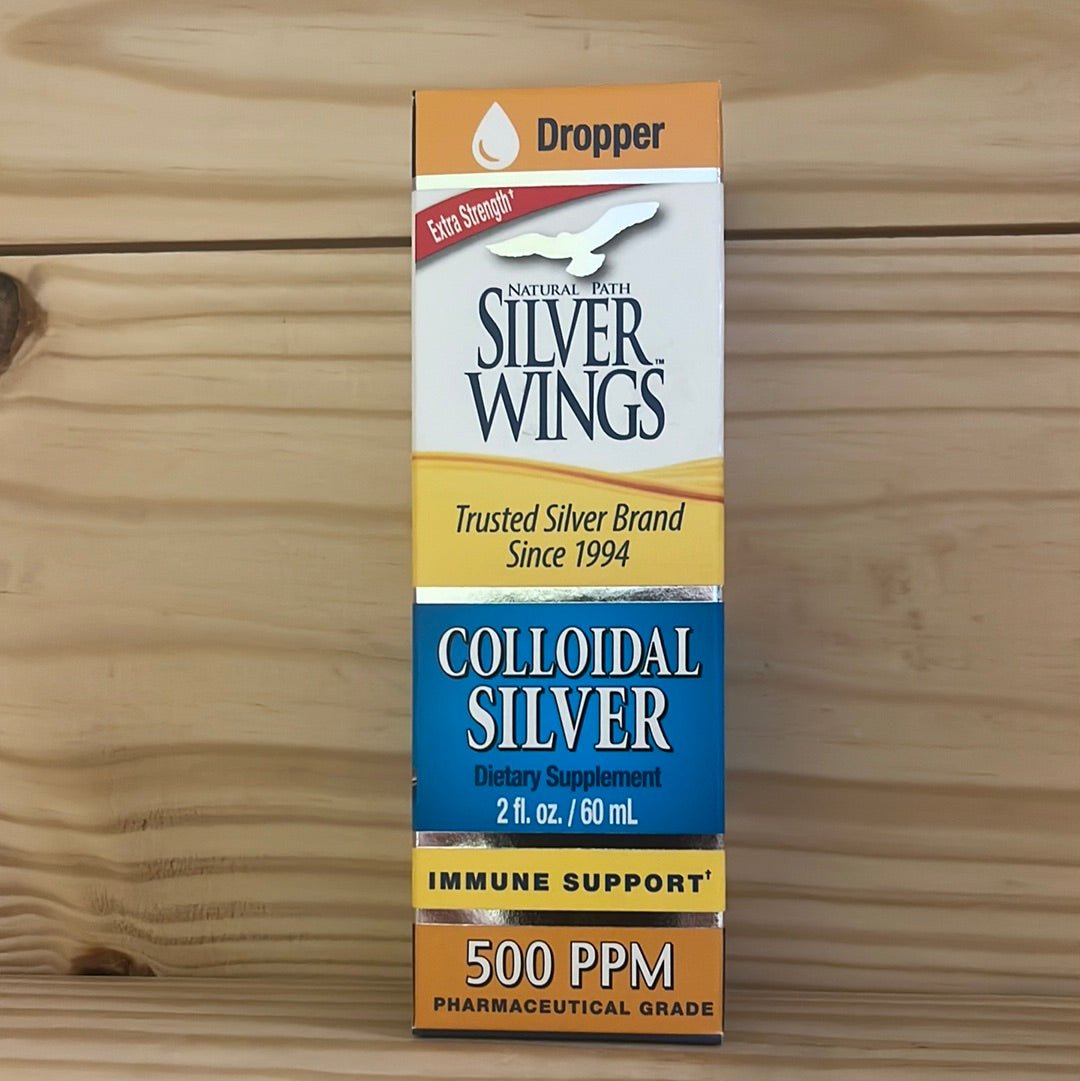 Dropper
Extra Strength†
NATURAL PATH
SILVER
WINGS™
Trusted Silver Brand
Since 1994
COLLOIDAL
SILVER
Dietary Supplement
2 fl. oz. / 60 mL
IMMUNE SUPPORT†
500 PPM
PHARMACEUTICAL GRADE